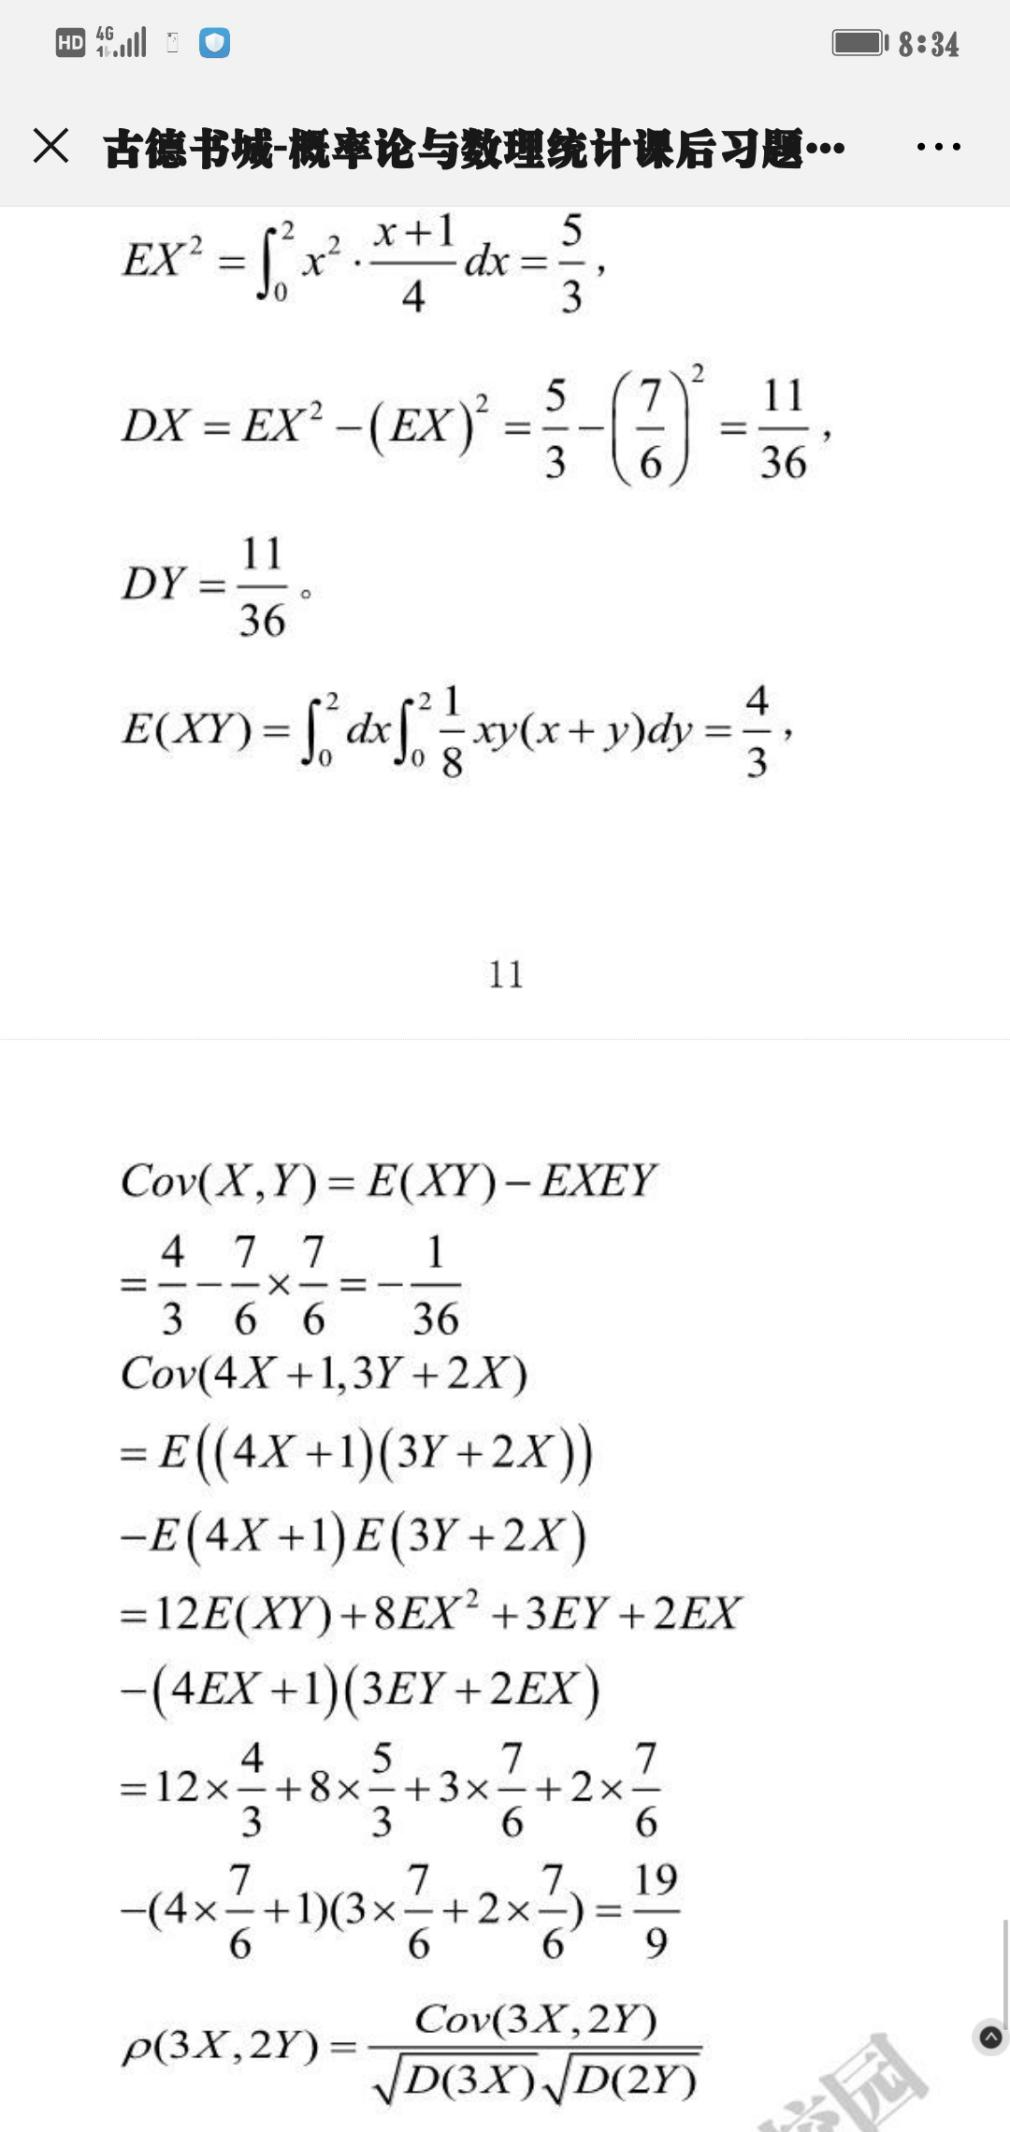 HD 4G 8:34
古德书城-概率论与数理统计课后习题… ...
EX² = ∫₀² x² · (x+1)/4 dx = 5/3，
DX = EX² − (EX)² = 5/3 − (7/6)² = 11/36，
DY = 11/36。
E(XY) = ∫₀² dx ∫₀² 1/8 xy(x + y)dy = 4/3，
11
Cov(X,Y) = E(XY) − EXEY
= 4/3 − 7/6 × 7/6 = − 1/36
Cov(4X +1,3Y + 2X)
= E((4X +1)(3Y + 2X))
−E(4X +1)E(3Y + 2X)
=12E(XY)+8EX² +3EY + 2EX
−(4EX +1)(3EY + 2EX)
=12× 4/3 +8× 5/3 +3× 7/6 +2× 7/6
−(4× 7/6 +1)(3× 7/6 +2× 7/6) = 19/9
ρ(3X,2Y) = Cov(3X,2Y)/(√D(3X)√D(2Y))
园